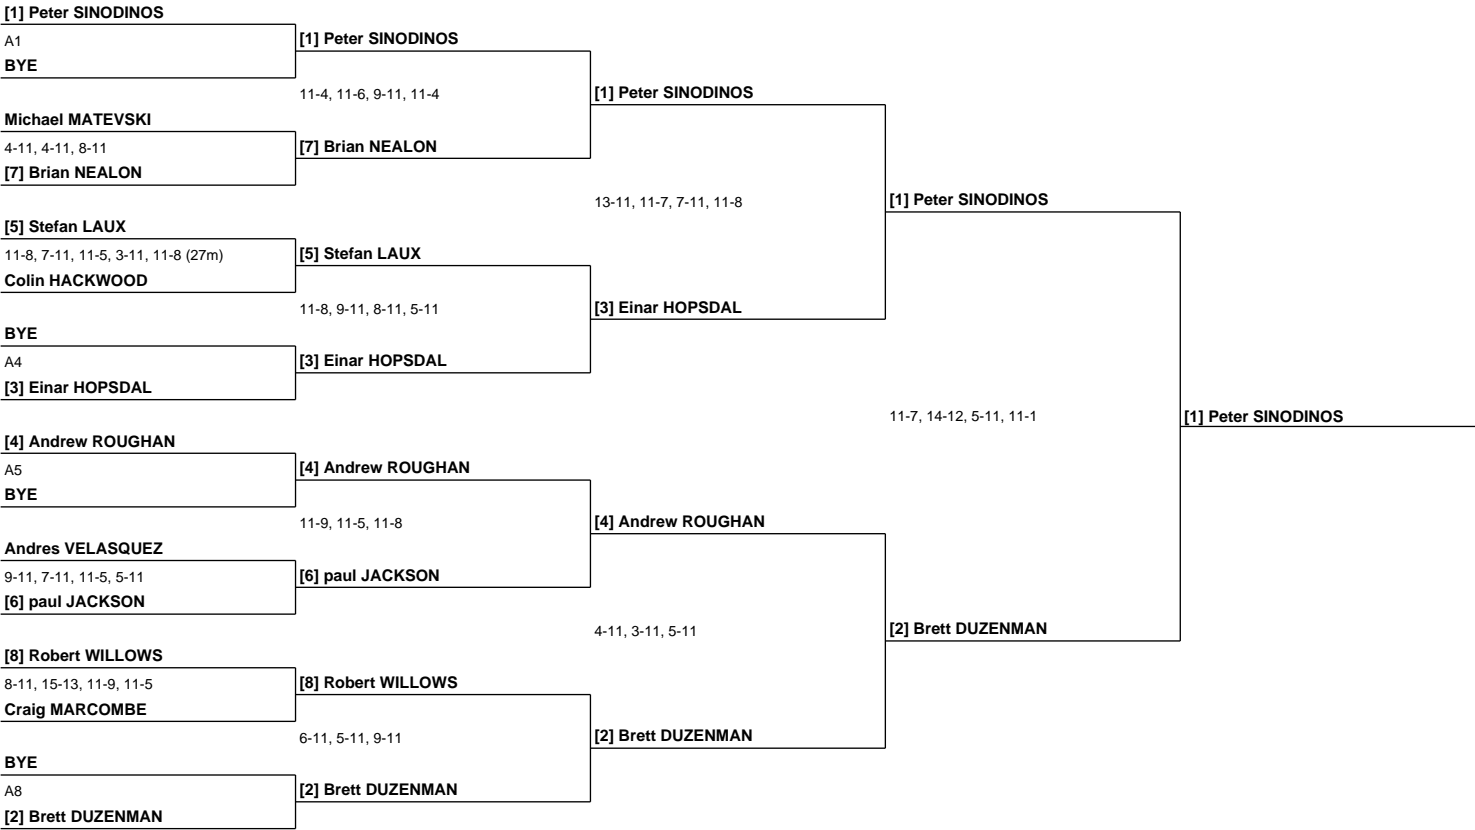 [1] Peter SINODINOS
A1
BYE
Michael MATEVSKI
4-11, 4-11, 8-11
[7] Brian NEALON
[5] Stefan LAUX
11-8, 7-11, 11-5, 3-11, 11-8 (27m)
Colin HACKWOOD
BYE
A4
[3] Einar HOPSDAL
[4] Andrew ROUGHAN
A5
BYE
Andres VELASQUEZ
9-11, 7-11, 11-5, 5-11
[6] paul JACKSON
[8] Robert WILLOWS
8-11, 15-13, 11-9, 11-5
Craig MARCOMBE
BYE
A8
[2] Brett DUZENMAN
[1] Peter SINODINOS
11-4, 11-6, 9-11, 11-4
[7] Brian NEALON
[5] Stefan LAUX
11-8, 9-11, 8-11, 5-11
[3] Einar HOPSDAL
[4] Andrew ROUGHAN
11-9, 11-5, 11-8
[6] paul JACKSON
[8] Robert WILLOWS
6-11, 5-11, 9-11
[2] Brett DUZENMAN
[1] Peter SINODINOS
13-11, 11-7, 7-11, 11-8
[3] Einar HOPSDAL
[4] Andrew ROUGHAN
4-11, 3-11, 5-11
[2] Brett DUZENMAN
[1] Peter SINODINOS
11-7, 14-12, 5-11, 11-1
[2] Brett DUZENMAN
[1] Peter SINODINOS